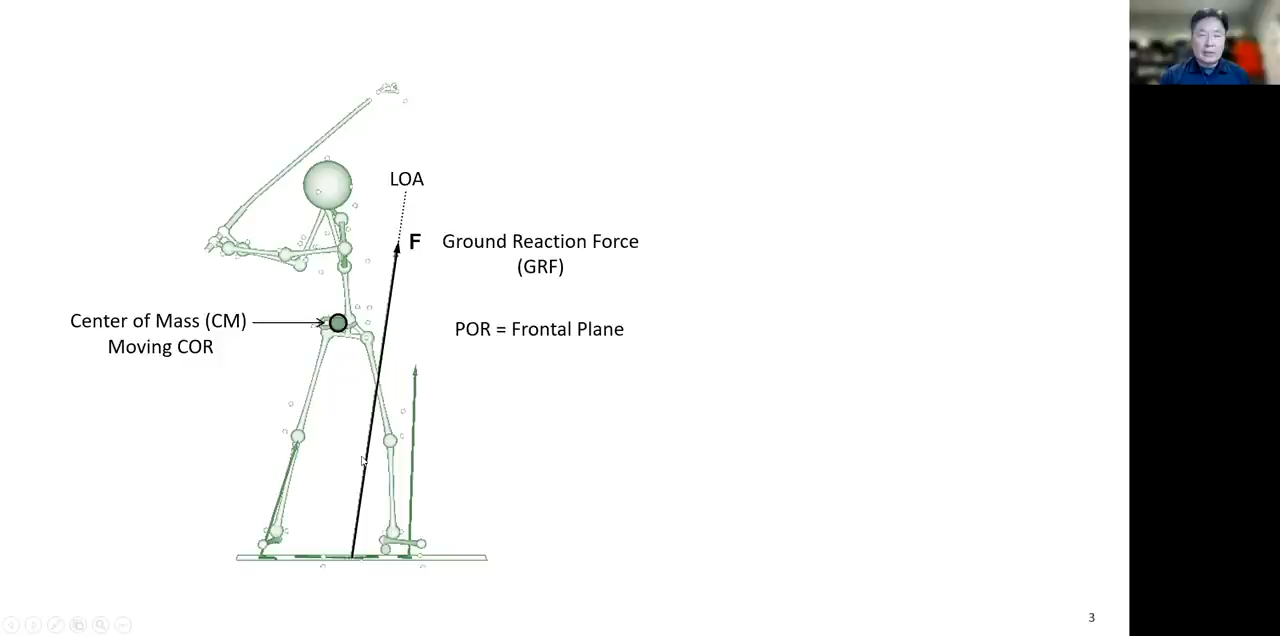 LOA
F
Ground Reaction Force
(GRF)
Center of Mass (CM)
Moving COR
POR = Frontal Plane
3